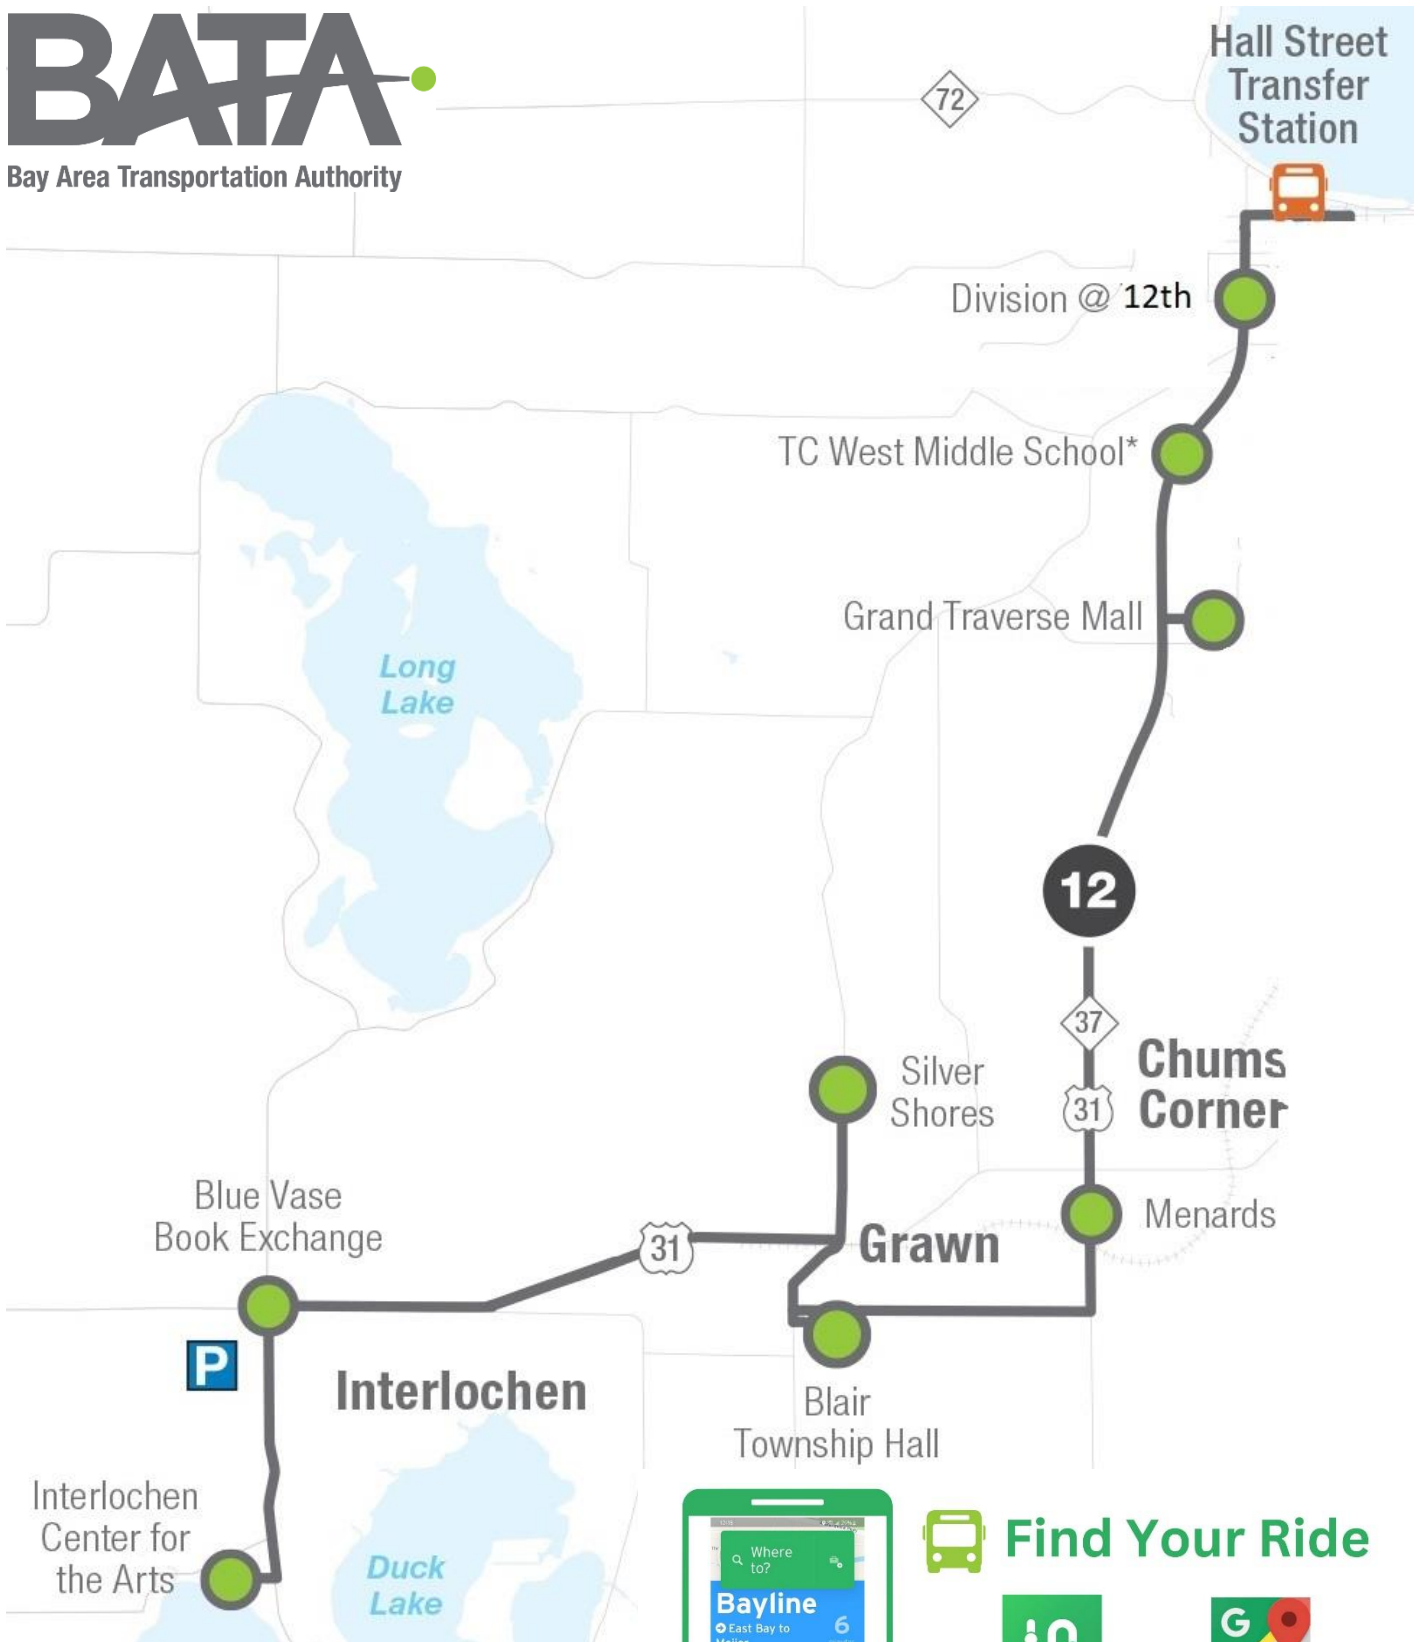 BATA
Bay Area Transportation Authority
72
Hall Street
Transfer
Station
Division @ 12th
TC West Middle School*
Grand Traverse Mall
Long
Lake
12
37
Chums
Corner
31
Silver
Shores
Blue Vase
Book Exchange
31
Grawn
Menards
P
Interlochen
Blair
Township Hall
Interlochen
Center for
the Arts
Duck
Lake
Where
to?
Bayline
East Bay to
6
Find Your Ride
G